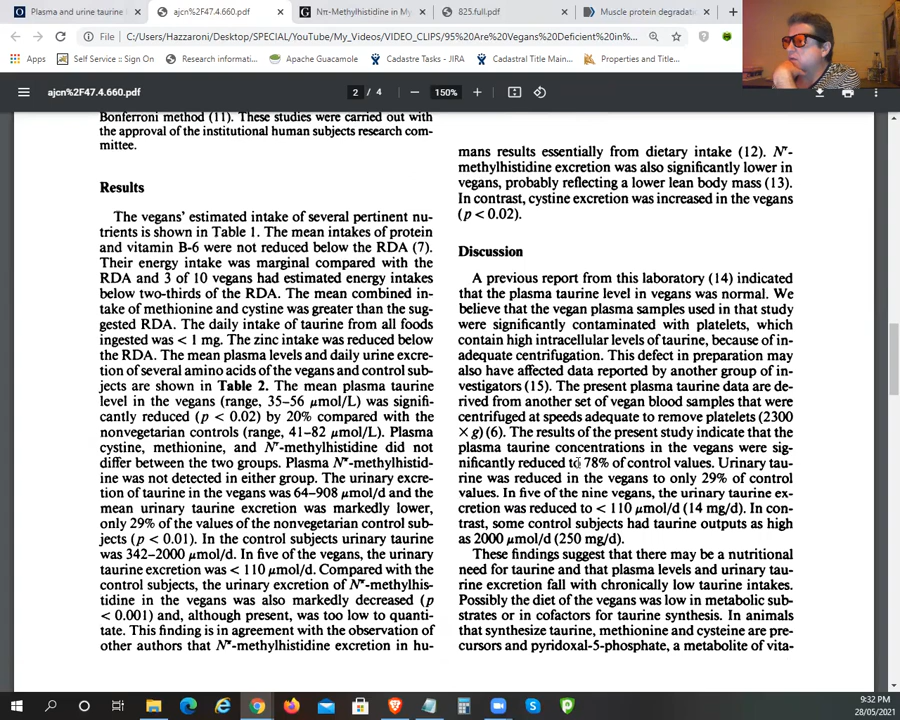 Plasma and urine taurine
ajcn%2F47.4.660.pdf
Nπ-Methylhistidine in My
825.full.pdf
Muscle protein degradat
File
C:/Users/Hazzaroni/Desktop/SPECIAL/YouTube/My_Videos/VIDEO_CLIPS/95%20Are%20Vegans%20Deficient%20in%
Apps
Self Service :: Sign On
Research informati...
Apache Guacamole
Cadastre Tasks - JIRA
Cadastral Title Main...
Properties and Title...
ajcn%2F47.4.660.pdf
2 / 4
150%
Bonferroni method (11). These studies were carried out with
the approval of the institutional human subjects research com-
mittee.
Results
The vegans' estimated intake of several pertinent nu-
trients is shown in Table 1. The mean intakes of protein
and vitamin B-6 were not reduced below the RDA (7).
Their energy intake was marginal compared with the
RDA and 3 of 10 vegans had estimated energy intakes
below two-thirds of the RDA. The mean combined in-
take of methionine and cystine was greater than the sug-
gested RDA. The daily intake of taurine from all foods
ingested was < 1 mg. The zinc intake was reduced below
the RDA. The mean plasma levels and daily urine excre-
tion of several amino acids of the vegans and control sub-
jects are shown in Table 2. The mean plasma taurine
level in the vegans (range, 35–56 μmol/L) was signifi-
cantly reduced (p < 0.02) by 20% compared with the
nonvegetarian controls (range, 41–82 μmol/L). Plasma
cystine, methionine, and Nπ-methylhistidine did not
differ between the two groups. Plasma Nτ-methylhistid-
ine was not detected in either group. The urinary excre-
tion of taurine in the vegans was 64–908 μmol/d and the
mean urinary taurine excretion was markedly lower,
only 29% of the values of the nonvegetarian control sub-
jects (p < 0.01). In the control subjects urinary taurine
was 342–2000 μmol/d. In five of the vegans, the urinary
taurine excretion was < 110 μmol/d. Compared with the
control subjects, the urinary excretion of Nπ-methylhis-
tidine in the vegans was also markedly decreased (p
< 0.001) and, although present, was too low to quanti-
tate. This finding is in agreement with the observation of
other authors that Nπ-methylhistidine excretion in hu-
mans results essentially from dietary intake (12). Nτ-
methylhistidine excretion was also significantly lower in
vegans, probably reflecting a lower lean body mass (13).
In contrast, cystine excretion was increased in the vegans
(p < 0.02).
Discussion
A previous report from this laboratory (14) indicated
that the plasma taurine level in vegans was normal. We
believe that the vegan plasma samples used in that study
were significantly contaminated with platelets, which
contain high intracellular levels of taurine, because of in-
adequate centrifugation. This defect in preparation may
also have affected data reported by another group of in-
vestigators (15). The present plasma taurine data are de-
rived from another set of vegan blood samples that were
centrifuged at speeds adequate to remove platelets (2300
× g) (6). The results of the present study indicate that the
plasma taurine concentrations in the vegans were sig-
nificantly reduced to 78% of control values. Urinary tau-
rine was reduced in the vegans to only 29% of control
values. In five of the nine vegans, the urinary taurine ex-
cretion was reduced to < 110 μmol/d (14 mg/d). In con-
trast, some control subjects had taurine outputs as high
as 2000 μmol/d (250 mg/d).
These findings suggest that there may be a nutritional
need for taurine and that plasma levels and urinary tau-
rine excretion fall with chronically low taurine intakes.
Possibly the diet of the vegans was low in metabolic sub-
strates or in cofactors for taurine synthesis. In animals
that synthesize taurine, methionine and cysteine are pre-
cursors and pyridoxal-5-phosphate, a metabolite of vita-
9:32 PM
28/05/2021